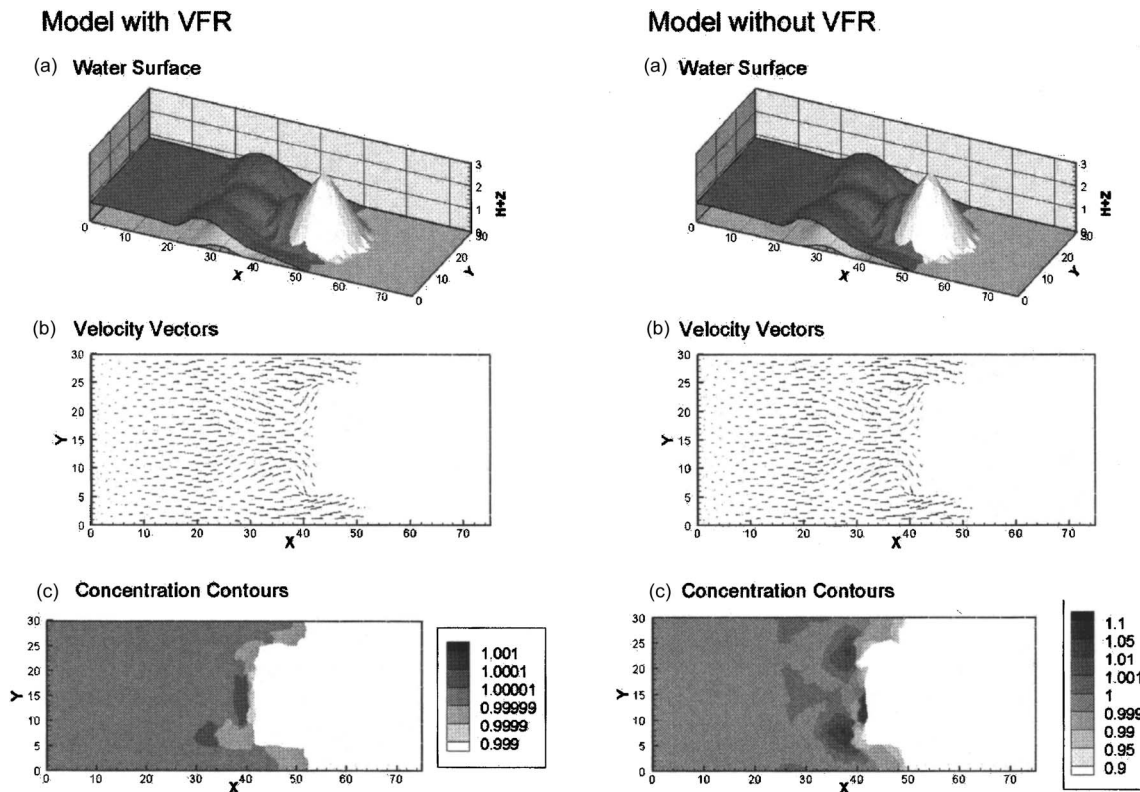 Model with VFR
(a) Water Surface
3
2
1
0
H+Z
0
10
20
30
40
50
60
70
X
0
10
20
30
Y
(b) Velocity Vectors
30
25
20
15
10
5
0
Y
0 10 20 30 40 50 60 70
X
(c) Concentration Contours
30
25
20
15
10
5
0
Y
0 10 20 30 40 50 60 70
X
1.001
1.0001
1.00001
0.99999
0.9999
0.999
Model without VFR
(a) Water Surface
3
2
1
0
H+Z
0
10
20
30
40
50
60
70
X
0
10
20
30
Y
(b) Velocity Vectors
30
25
20
15
10
5
0
Y
0 10 20 30 40 50 60 70
X
(c) Concentration Contours
30
25
20
15
10
5
0
Y
0 10 20 30 40 50 60 70
X
1.1
1.05
1.01
1.001
1
0.999
0.99
0.95
0.9